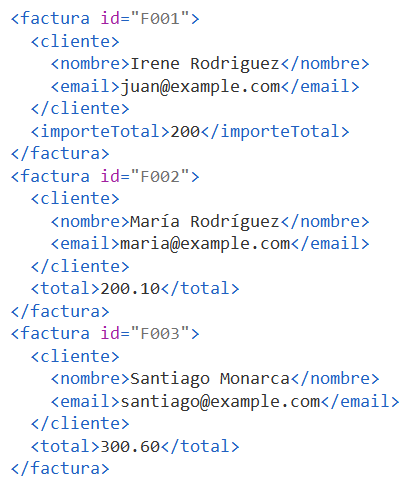 <factura id="F001">
  <cliente>
    <nombre>Irene Rodriguez</nombre>
    <email>juan@example.com</email>
  </cliente>
  <importeTotal>200</importeTotal>
</factura>
<factura id="F002">
  <cliente>
    <nombre>María Rodríguez</nombre>
    <email>maria@example.com</email>
  </cliente>
  <total>200.10</total>
</factura>
<factura id="F003">
  <cliente>
    <nombre>Santiago Monarca</nombre>
    <email>santiago@example.com</email>
  </cliente>
  <total>300.60</total>
</factura>